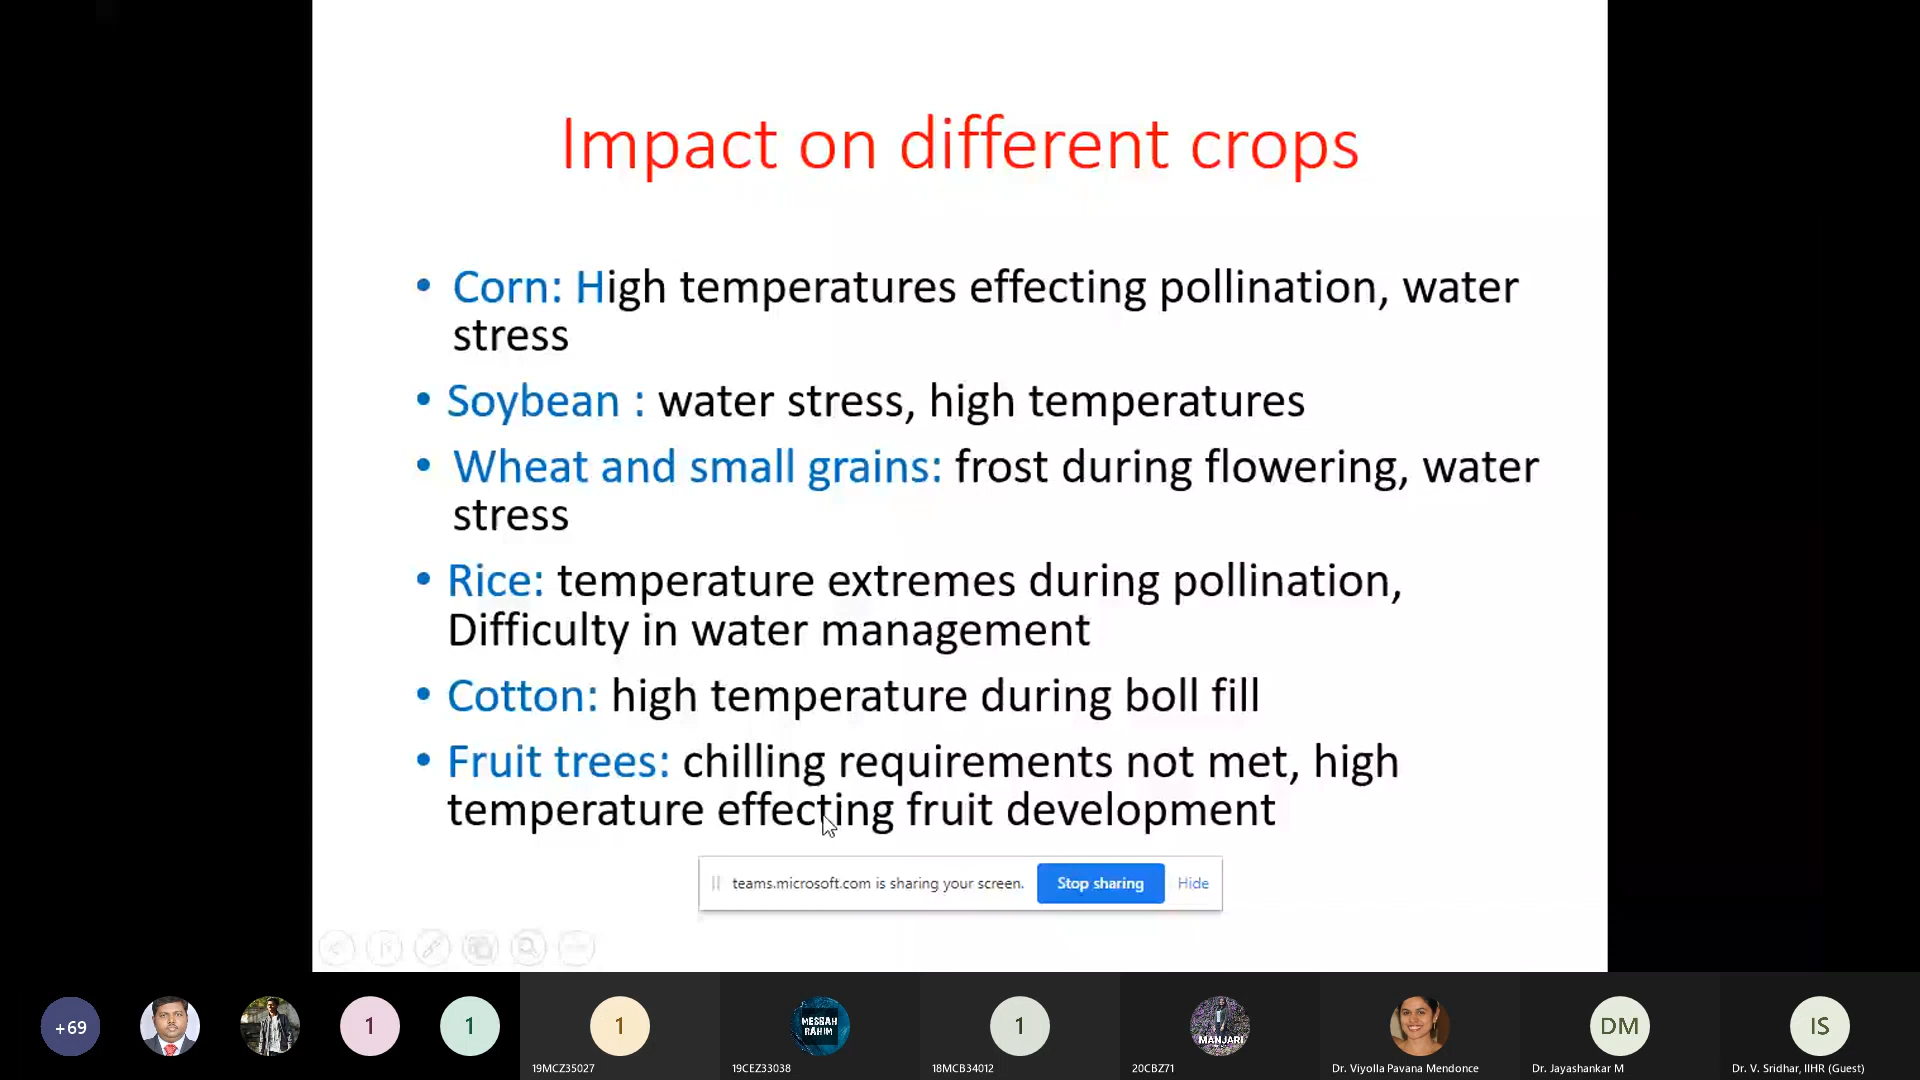 Impact on different crops
• Corn: High temperatures effecting pollination, water
stress
• Soybean : water stress, high temperatures
• Wheat and small grains: frost during flowering, water
stress
• Rice: temperature extremes during pollination,
Difficulty in water management
• Cotton: high temperature during boll fill
• Fruit trees: chilling requirements not met, high
temperature effecting fruit development
teams.microsoft.com is sharing your screen. Stop sharing Hide
+69 1 1 1 MESBAH RAHIM 1 MANJARI DM IS
19MCZ35027 19CEZ33038 18MCB34012 20CBZ71 Dr. Viyolla Pavana Mendonce Dr. Jayashankar M Dr. V. Sridhar, IIHR (Guest)